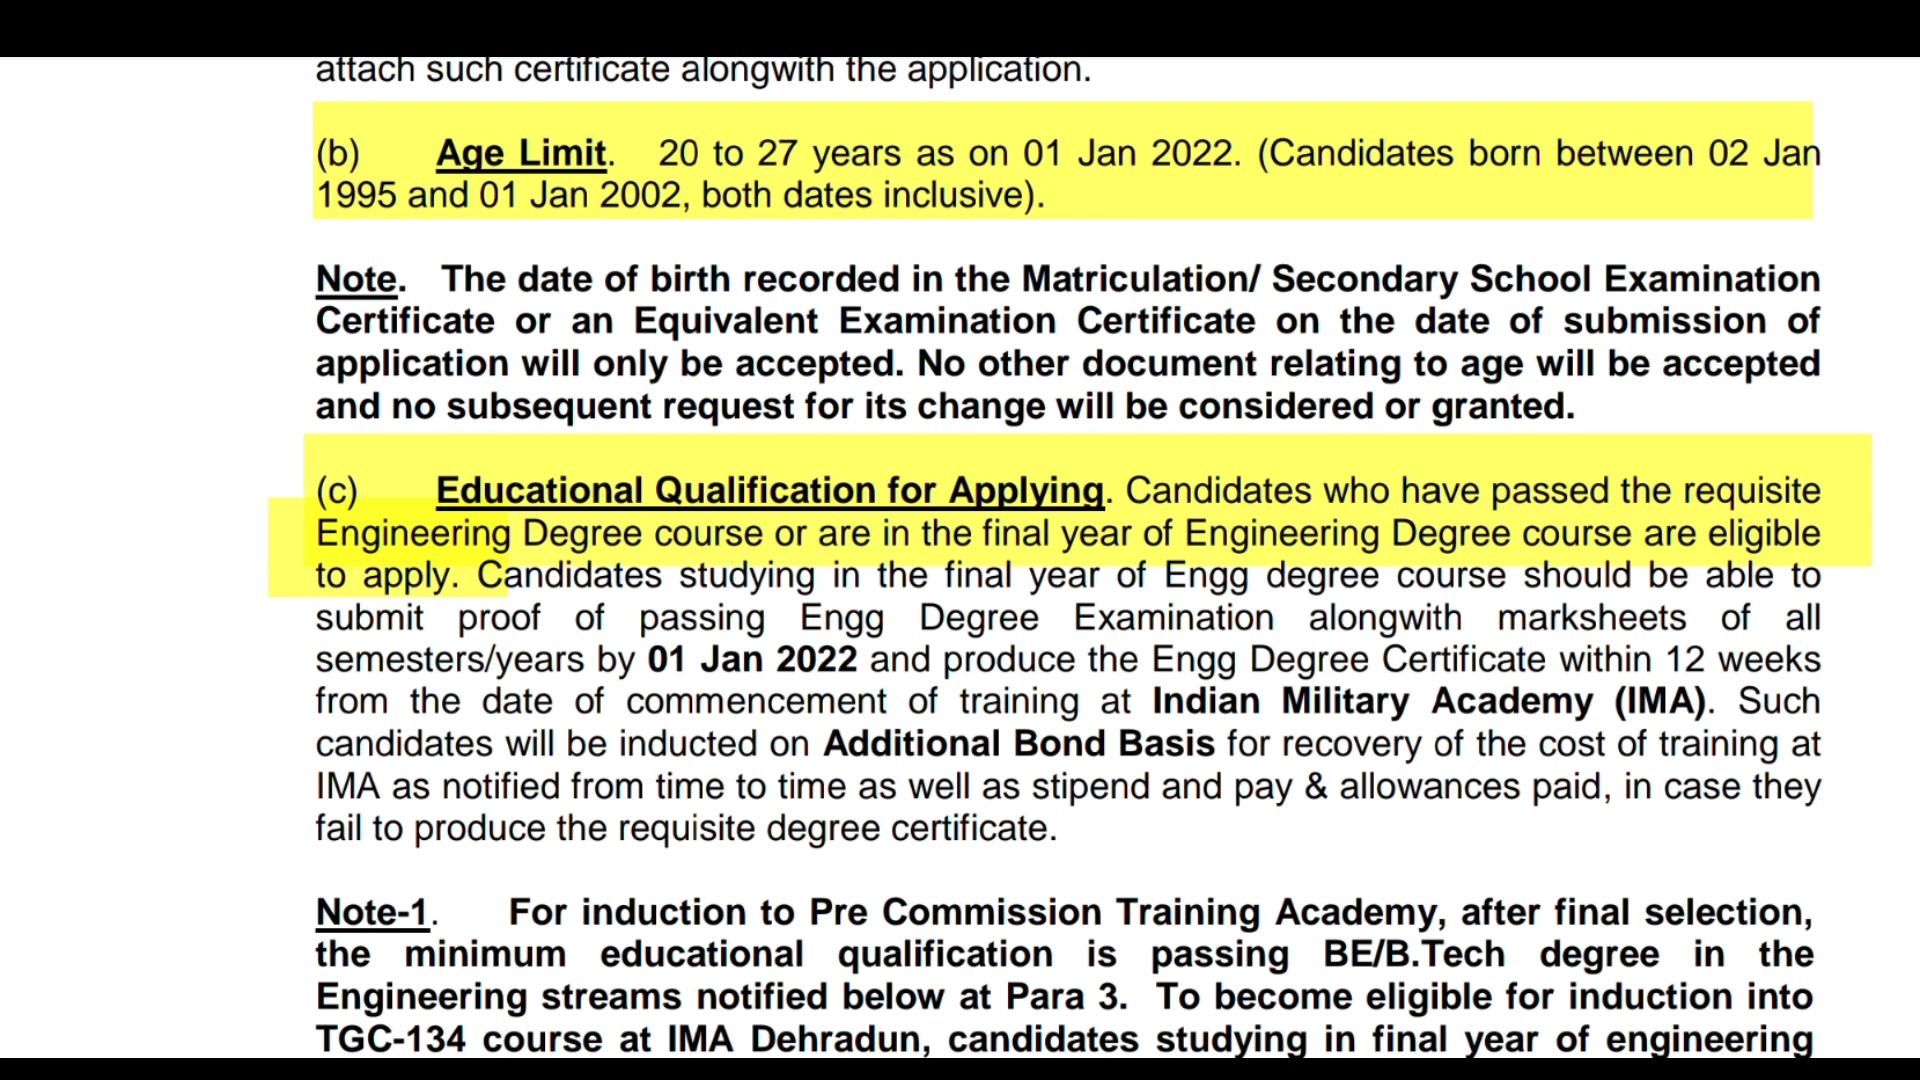 attach such certificate alongwith the application.
(b) Age Limit. 20 to 27 years as on 01 Jan 2022. (Candidates born between 02 Jan
1995 and 01 Jan 2002, both dates inclusive).
Note. The date of birth recorded in the Matriculation/ Secondary School Examination
Certificate or an Equivalent Examination Certificate on the date of submission of
application will only be accepted. No other document relating to age will be accepted
and no subsequent request for its change will be considered or granted.
(c) Educational Qualification for Applying. Candidates who have passed the requisite
Engineering Degree course or are in the final year of Engineering Degree course are eligible
to apply. Candidates studying in the final year of Engg degree course should be able to
submit proof of passing Engg Degree Examination alongwith marksheets of all
semesters/years by 01 Jan 2022 and produce the Engg Degree Certificate within 12 weeks
from the date of commencement of training at Indian Military Academy (IMA). Such
candidates will be inducted on Additional Bond Basis for recovery of the cost of training at
IMA as notified from time to time as well as stipend and pay & allowances paid, in case they
fail to produce the requisite degree certificate.
Note-1. For induction to Pre Commission Training Academy, after final selection,
the minimum educational qualification is passing BE/B.Tech degree in the
Engineering streams notified below at Para 3. To become eligible for induction into
TGC-134 course at IMA Dehradun, candidates studying in final year of engineering